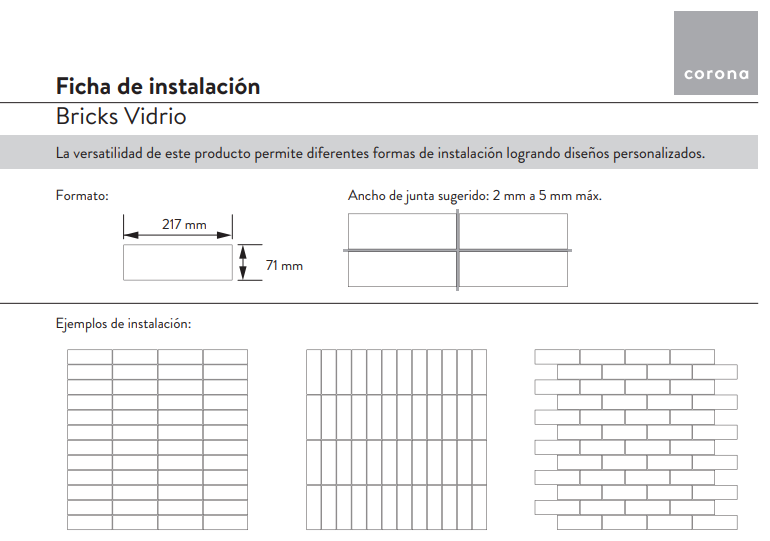 corona
Ficha de instalación
Bricks Vidrio
La versatilidad de este producto permite diferentes formas de instalación logrando diseños personalizados.
Formato:
217 mm
71 mm
Ancho de junta sugerido: 2 mm a 5 mm máx.
Ejemplos de instalación: